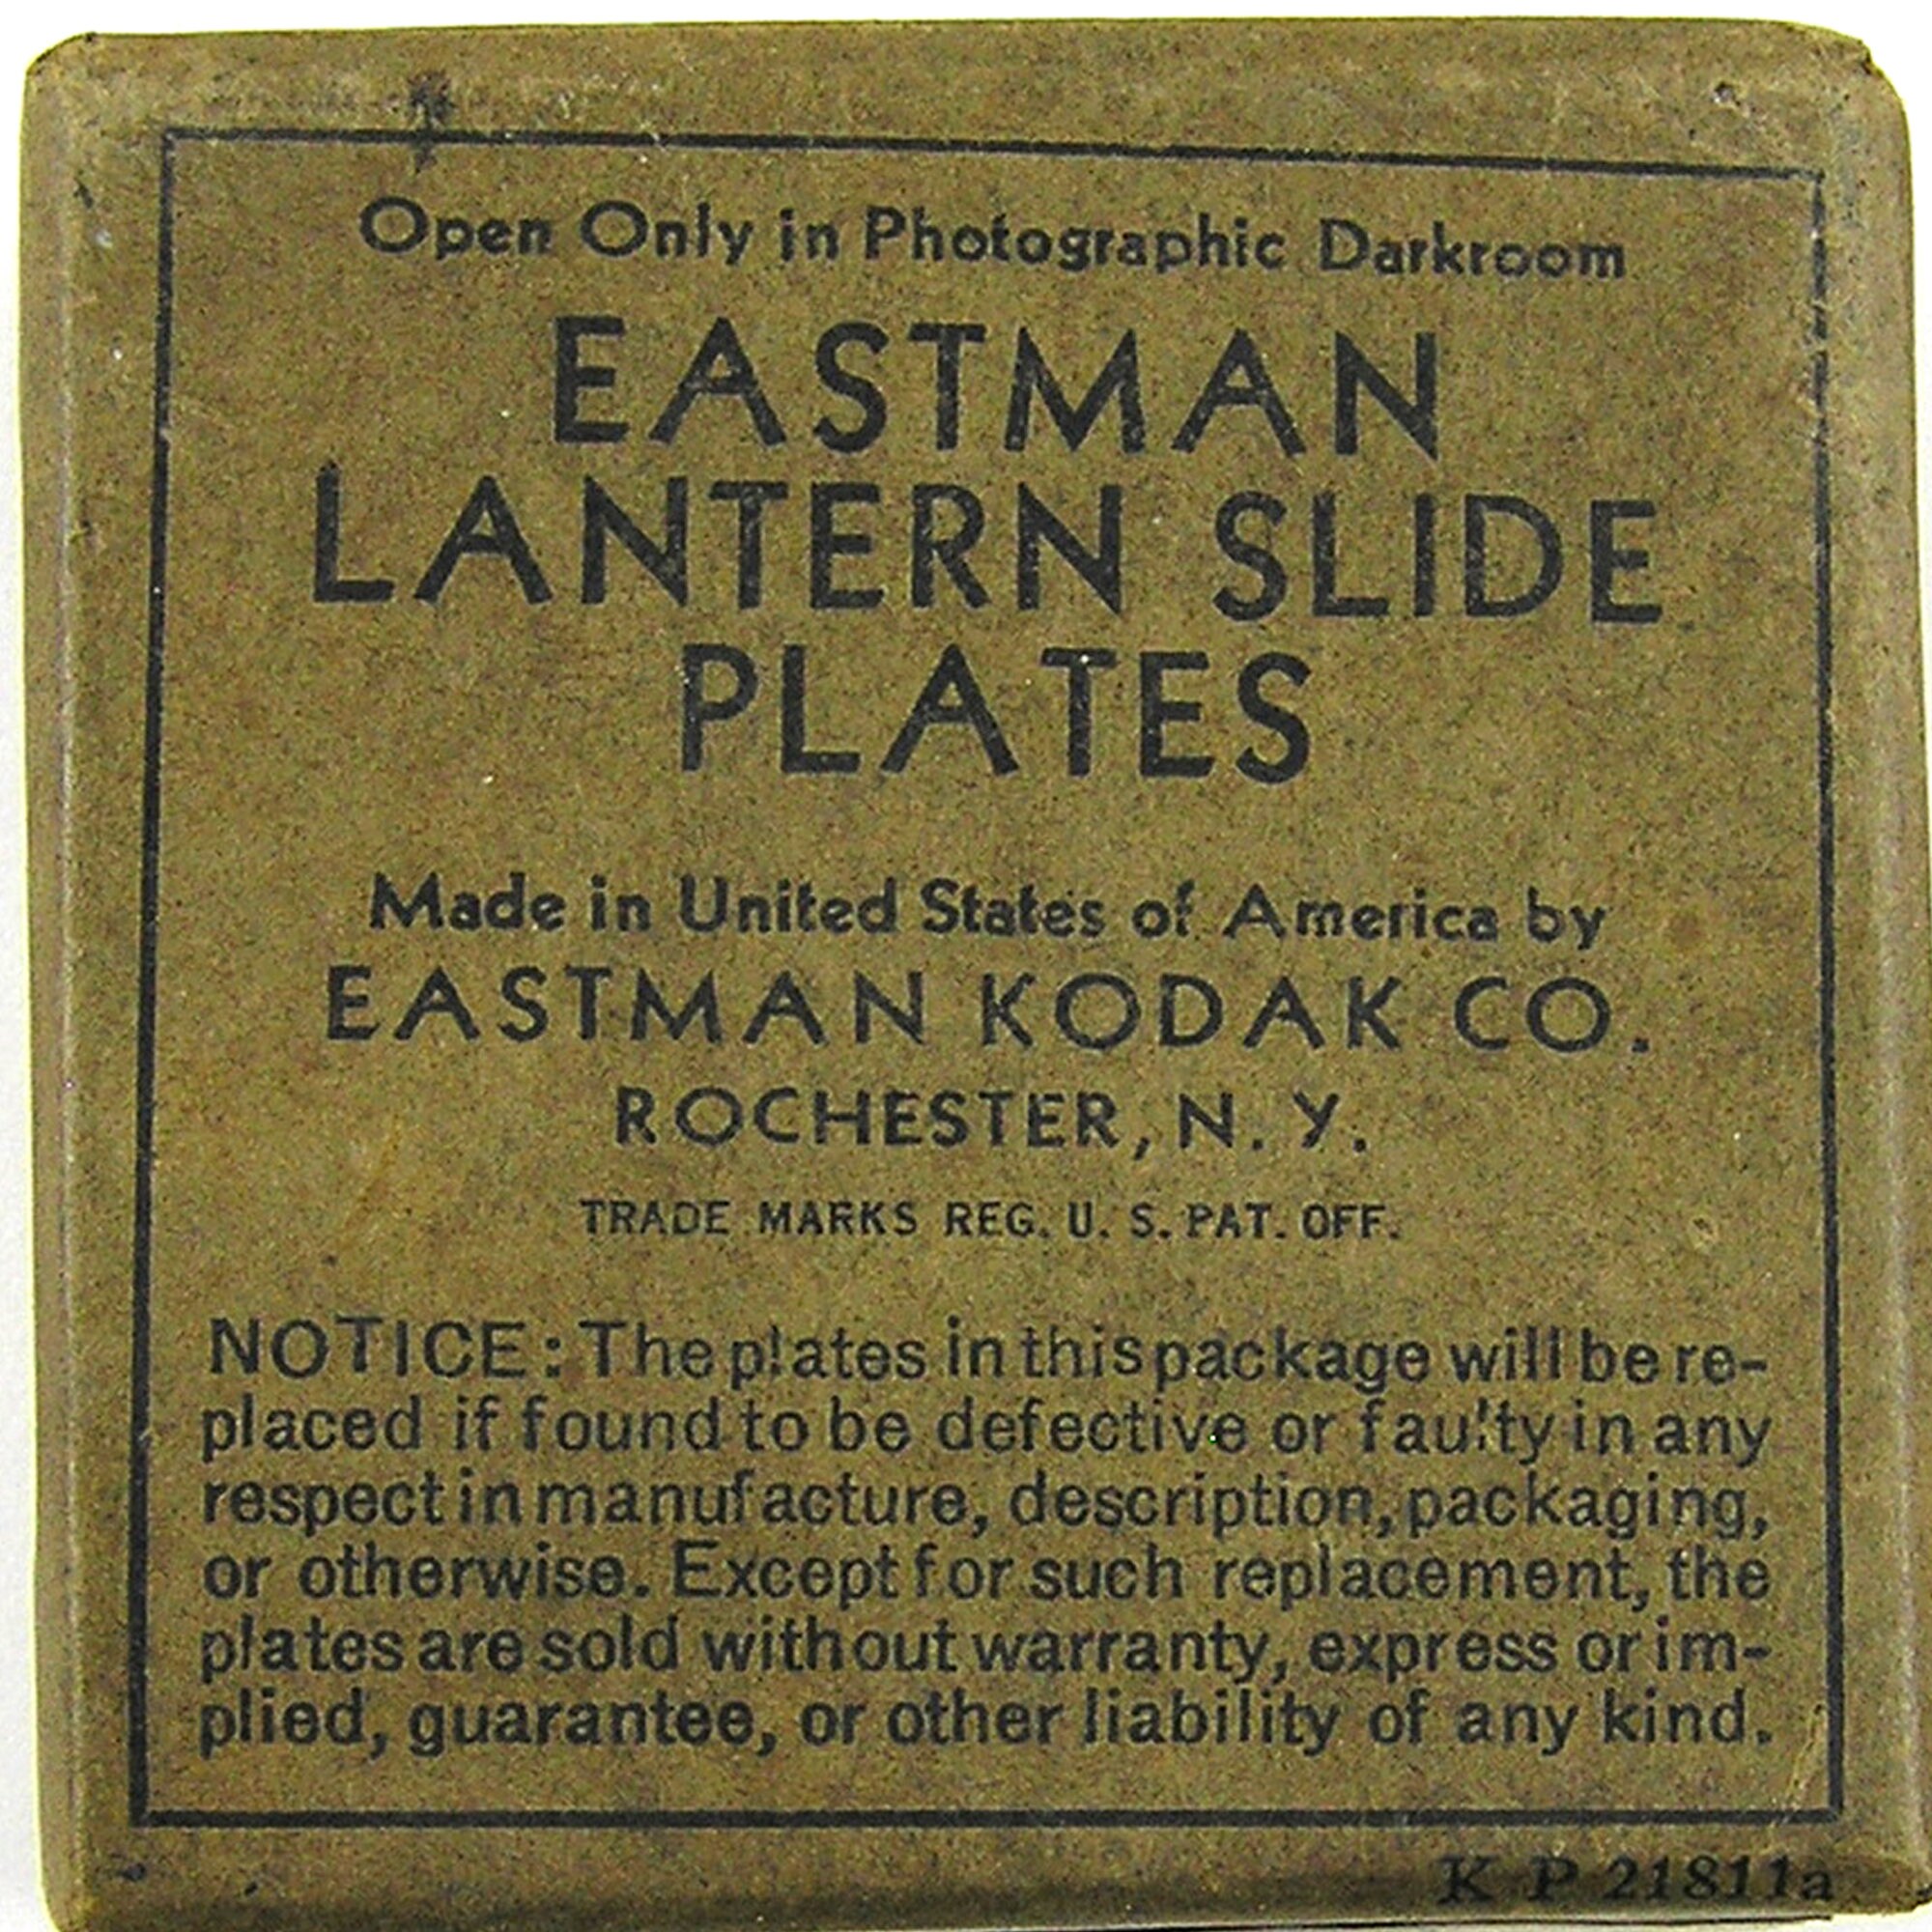 Open Only in Photographic Darkroom
EASTMAN
LANTERN SLIDE
PLATES
Made in United States of America by
EASTMAN KODAK CO.
ROCHESTER, N. Y.
TRADE MARKS REG. U. S. PAT. OFF.
NOTICE: The plates in this package will be re-
placed if found to be defective or faulty in any
respect in manufacture, description, packaging,
or otherwise. Except for such replacement, the
plates are sold without warranty, express or im-
plied, guarantee, or other liability of any kind.
K P 21811a